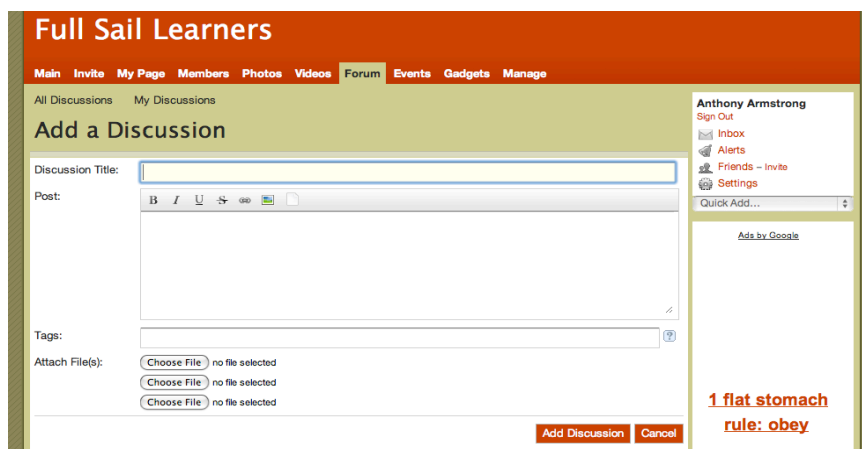 Full Sail Learners
Main Invite My Page Members Photos Videos Forum Events Gadgets Manage
All Discussions My Discussions
Add a Discussion
Discussion Title:
Post:
B I U S
Tags:
?
Attach File(s):
Choose File no file selected
Choose File no file selected
Choose File no file selected
Add Discussion Cancel
Anthony Armstrong
Sign Out
Inbox
Alerts
Friends – Invite
Settings
Quick Add...
Ads by Google
1 flat stomach
rule: obey